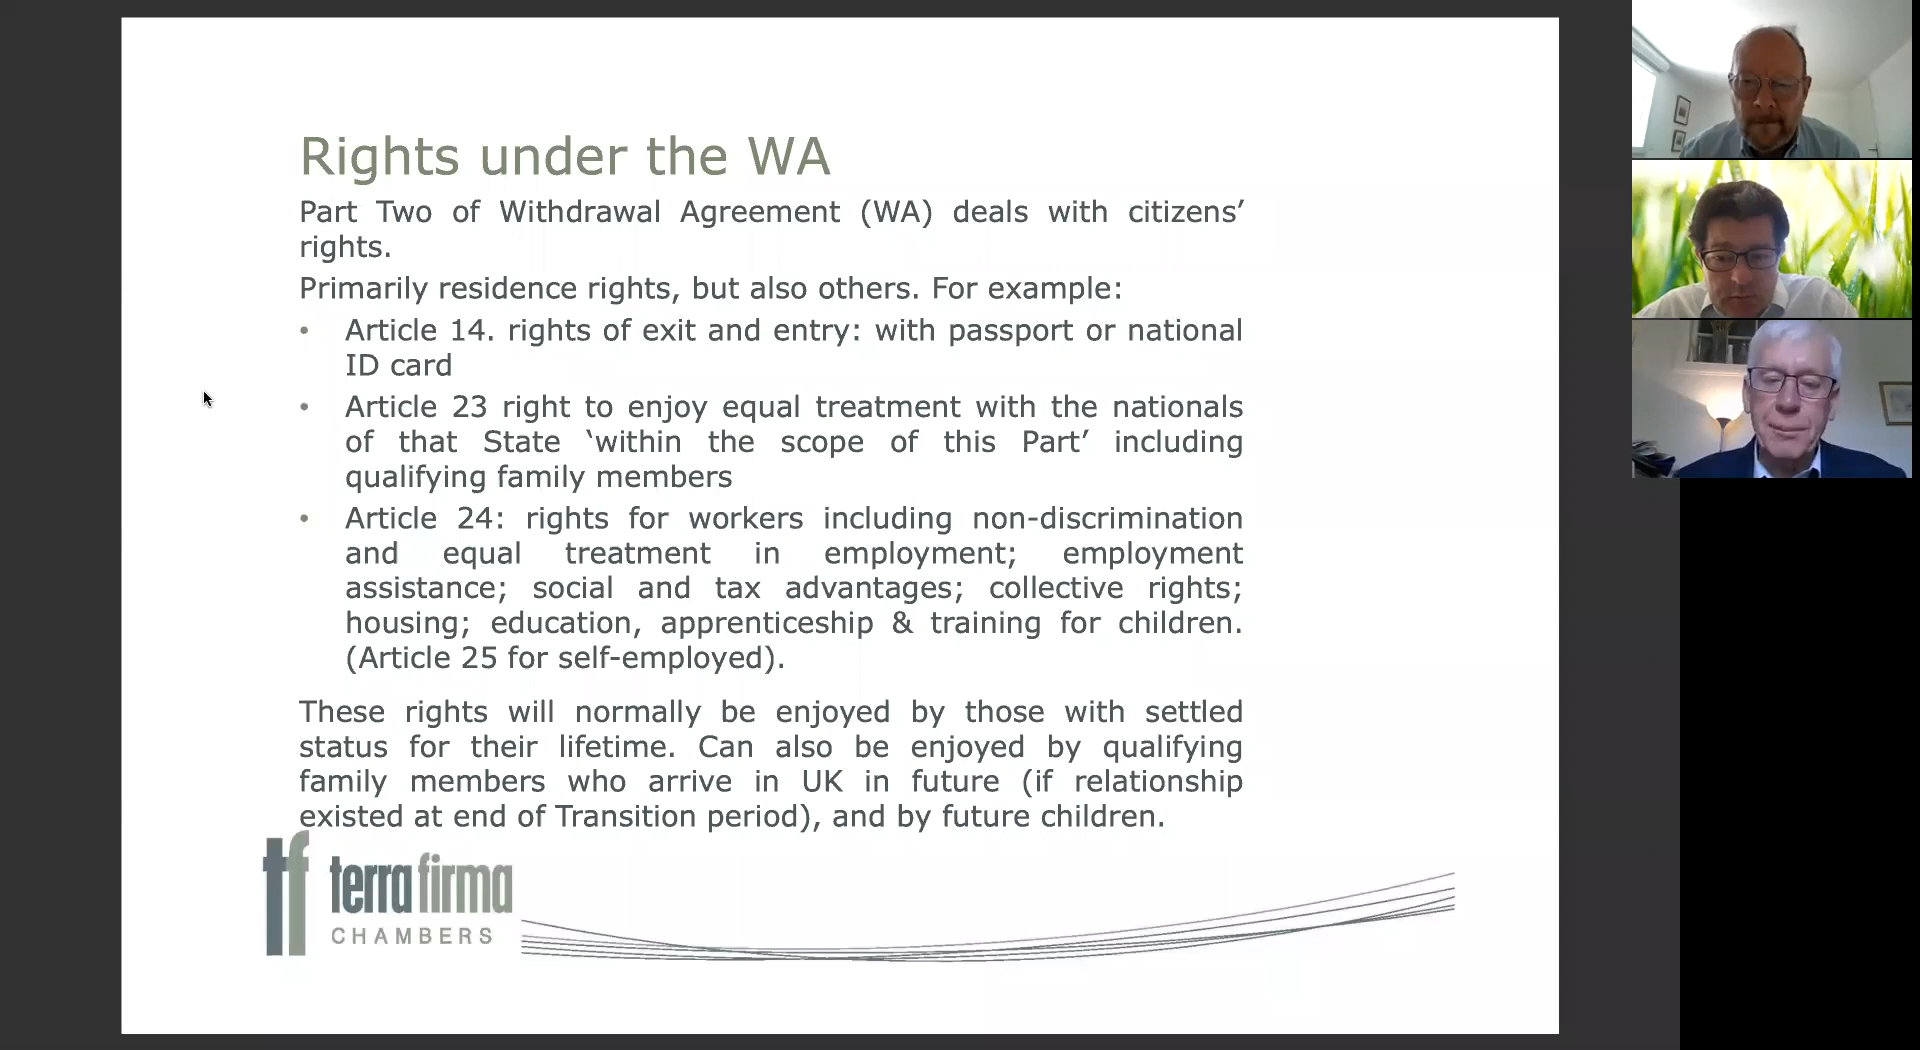 Rights under the WA
Part Two of Withdrawal Agreement (WA) deals with citizens’
rights.
Primarily residence rights, but also others. For example:
• Article 14. rights of exit and entry: with passport or national
ID card
• Article 23 right to enjoy equal treatment with the nationals
of that State ‘within the scope of this Part’ including
qualifying family members
• Article 24: rights for workers including non-discrimination
and equal treatment in employment; employment
assistance; social and tax advantages; collective rights;
housing; education, apprenticeship & training for children.
(Article 25 for self-employed).
These rights will normally be enjoyed by those with settled
status for their lifetime. Can also be enjoyed by qualifying
family members who arrive in UK in future (if relationship
existed at end of Transition period), and by future children.
tf terra firma
CHAMBERS